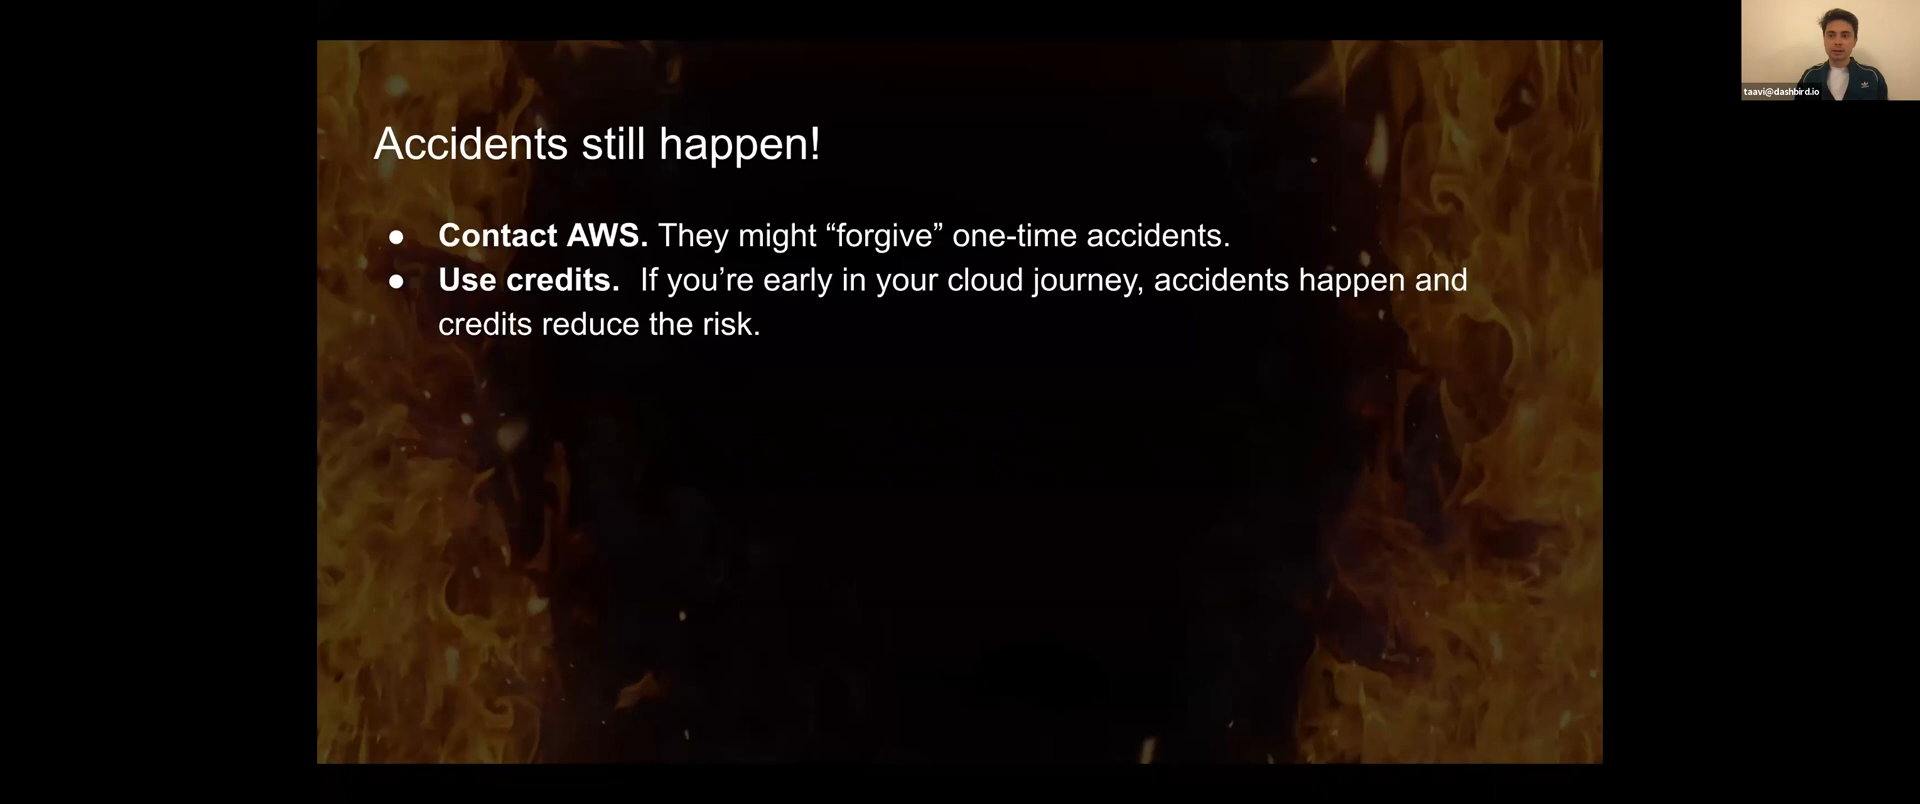 Accidents still happen!
● Contact AWS. They might “forgive” one-time accidents.
● Use credits.  If you’re early in your cloud journey, accidents happen and
credits reduce the risk.
taavi@dashbird.io